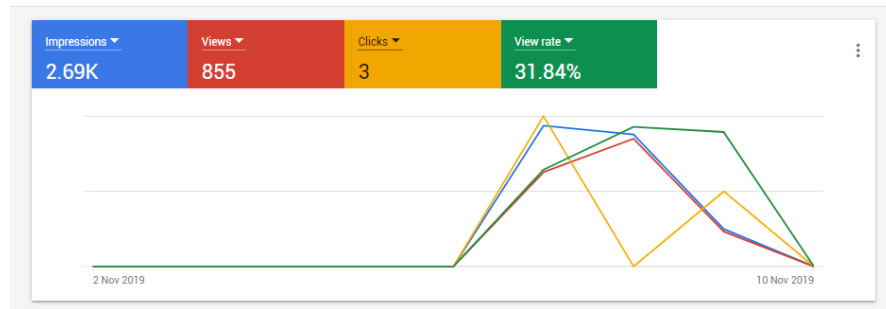 Impressions
Views
Clicks
View rate
2.69K
855
3
31.84%
2 Nov 2019
10 Nov 2019